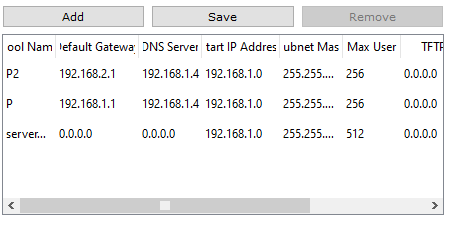 Add Save Remove
ool Nam Default Gateway DNS Server tart IP Addres ubnet Mas Max User TFTP
P2 192.168.2.1 192.168.1.4 192.168.1.0 255.255.... 256 0.0.0.0
P 192.168.1.1 192.168.1.4 192.168.1.0 255.255.... 256 0.0.0.0
server... 0.0.0.0 0.0.0.0 192.168.1.0 255.255.... 512 0.0.0.0